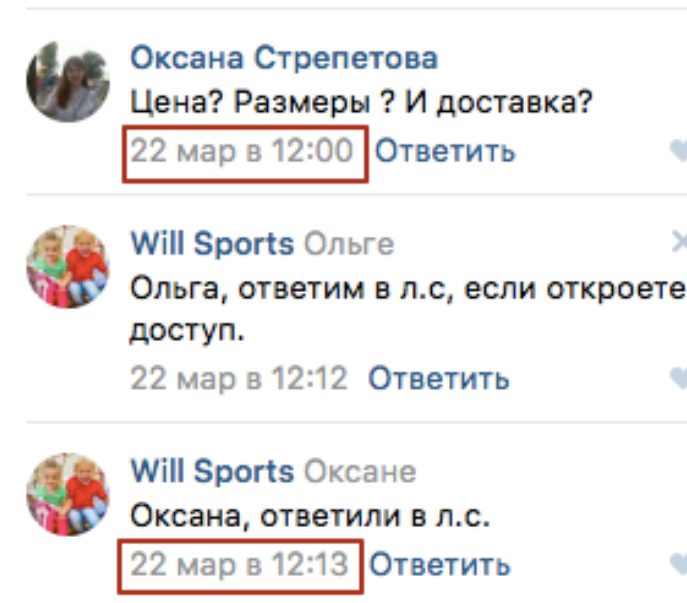 Оксана Стрепетова
Цена? Размеры ? И доставка?
22 мар в 12:00 Ответить
Will Sports Ольге
Ольга, ответим в л.с, если откроете
доступ.
22 мар в 12:12 Ответить
Will Sports Оксане
Оксана, ответили в л.с.
22 мар в 12:13 Ответить